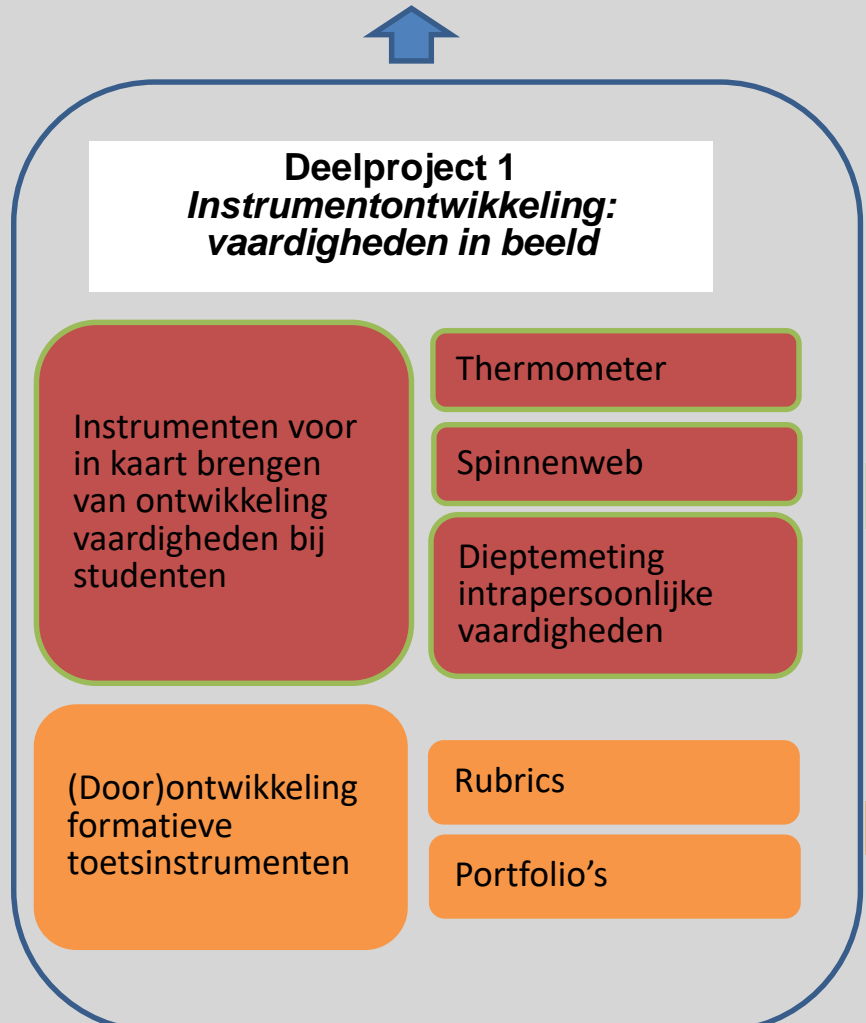 Deelproject 1
Instrumentontwikkeling:
vaardigheden in beeld
Instrumenten voor
in kaart brengen
van ontwikkeling
vaardigheden bij
studenten
Thermometer
Spinnenweb
Dieptemeting
intrapersoonlijke
vaardigheden
(Door)ontwikkeling
formatieve
toetsinstrumenten
Rubrics
Portfolio’s